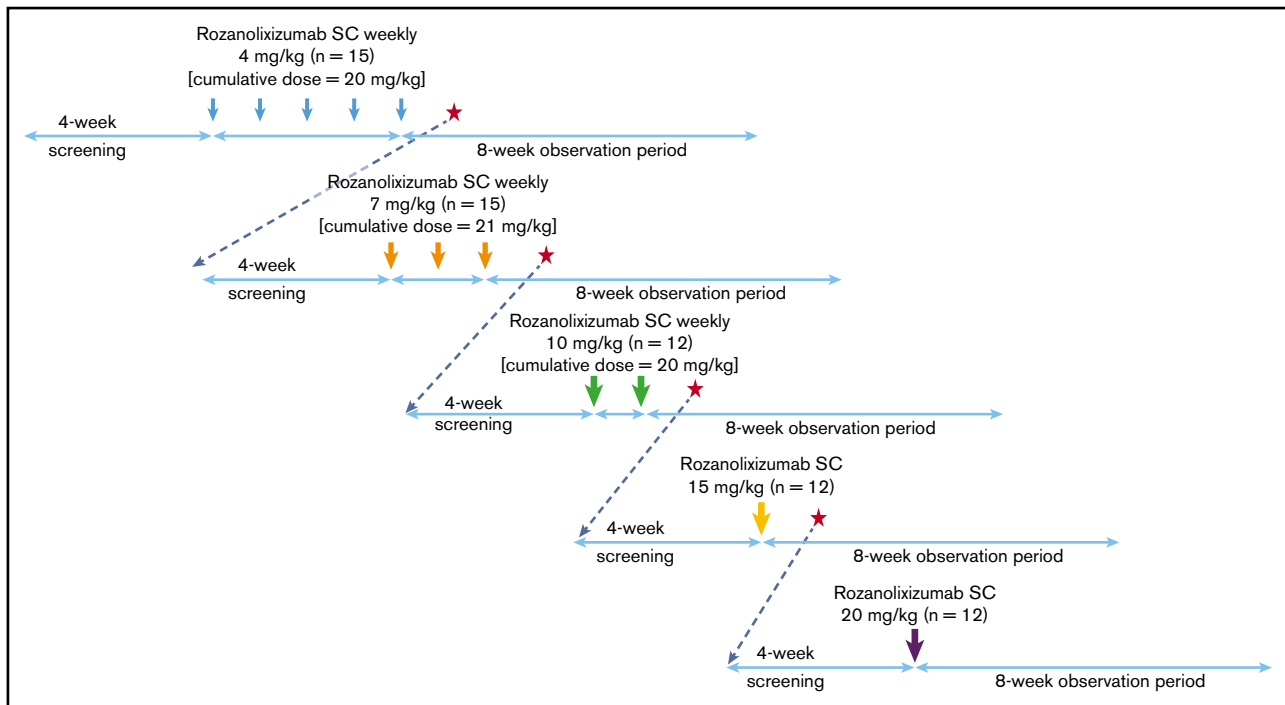 Rozanolixizumab SC weekly
4 mg/kg (n = 15)
[cumulative dose = 20 mg/kg]
4-week
screening
8-week observation period
Rozanolixizumab SC weekly
7 mg/kg (n = 15)
[cumulative dose = 21 mg/kg]
4-week
screening
8-week observation period
Rozanolixizumab SC weekly
10 mg/kg (n = 12)
[cumulative dose = 20 mg/kg]
4-week
screening
8-week observation period
Rozanolixizumab SC
15 mg/kg (n = 12)
4-week
screening
8-week observation period
Rozanolixizumab SC
20 mg/kg (n = 12)
4-week
screening
8-week observation period